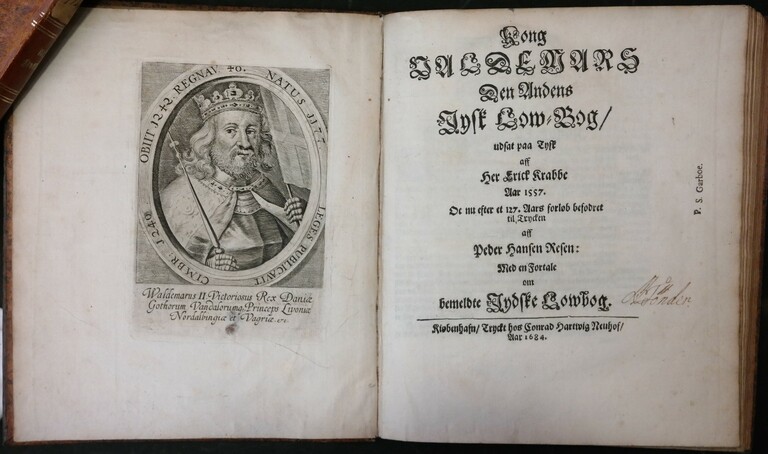 OBIIT 1242. REGNAV. 40. NATUS 1177
LEGES PUBLICAVIT
CIMBR. 1240
Waldemarus II. Victoriosus Rex Daniæ
Gothorum Vandalorumq. Princeps Livoniæ
Nordalbingiæ et Vagriæ. etc.
Kong
VALDEMARS
Den Andens
Jysk Low-Bog/
udsat paa Tysk
aff
Her Erick Krabbe
Aar 1557.
Oc nu efter et 127. Aars forløb befodret
til Trycken
aff
Peder Hansen Resen:
Med en Fortale
om
bemeldte Jydske Lowbog.
Kiøbenhafn/ Tryckt hos Conrad Hartwig Neuhof/
Aar 1684.
P. S. Garboe.